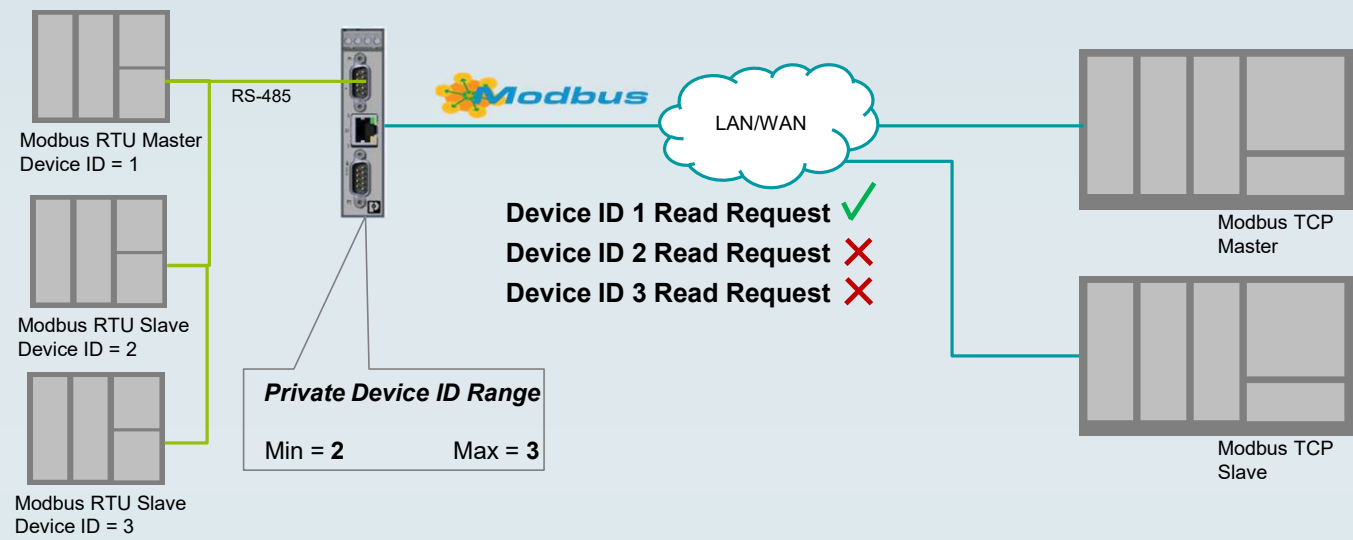 Modbus RTU Master
Device ID = 1
RS-485
Modbus
LAN/WAN
Modbus RTU Slave
Device ID = 2
Device ID 1 Read Request
Device ID 2 Read Request
Device ID 3 Read Request
Modbus TCP
Master
Private Device ID Range
Min = 2 Max = 3
Modbus RTU Slave
Device ID = 3
Modbus TCP
Slave